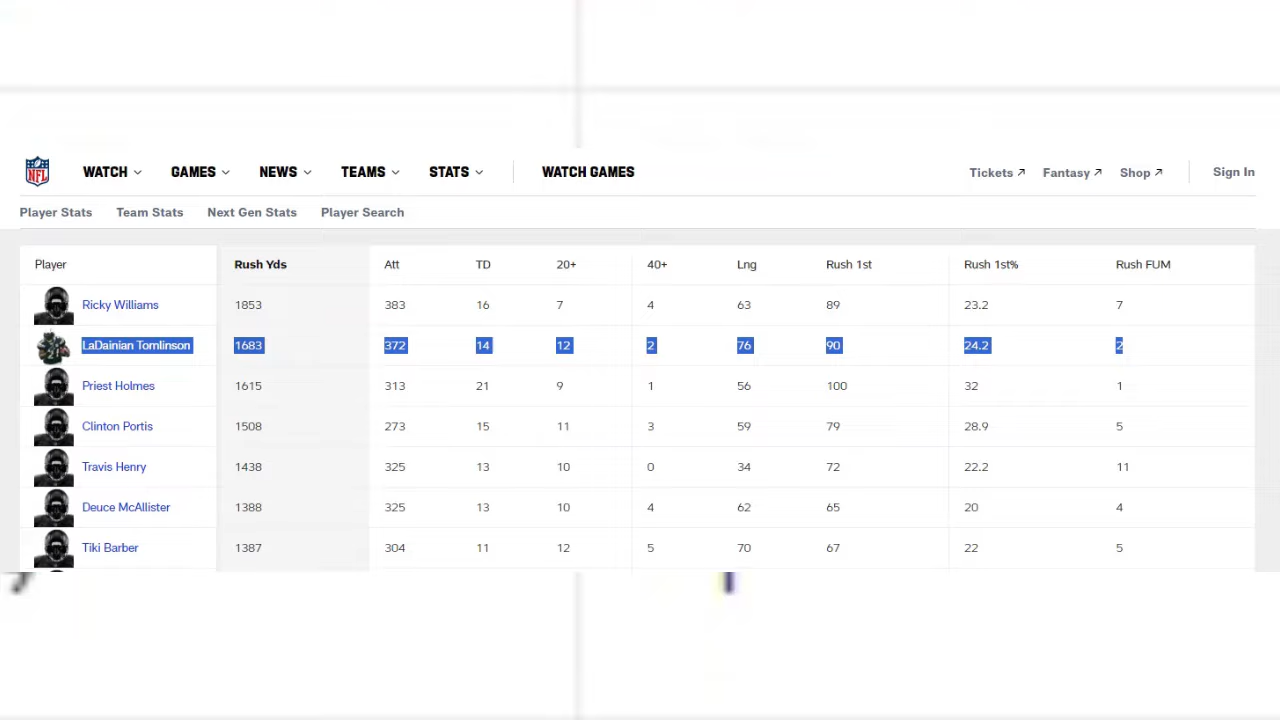 NFL WATCH GAMES NEWS TEAMS STATS WATCH GAMES Tickets Fantasy Shop Sign In
Player Stats Team Stats Next Gen Stats Player Search
Player Rush Yds Att TD 20+ 40+ Lng Rush 1st Rush 1st% Rush FUM
Ricky Williams 1853 383 16 7 4 63 89 23.2 7
LaDainian Tomlinson 1683 372 14 12 2 76 90 24.2 2
Priest Holmes 1615 313 21 9 1 56 100 32 1
Clinton Portis 1508 273 15 11 3 59 79 28.9 5
Travis Henry 1438 325 13 10 0 34 72 22.2 11
Deuce McAllister 1388 325 13 10 4 62 65 20 4
Tiki Barber 1387 304 11 12 5 70 67 22 5